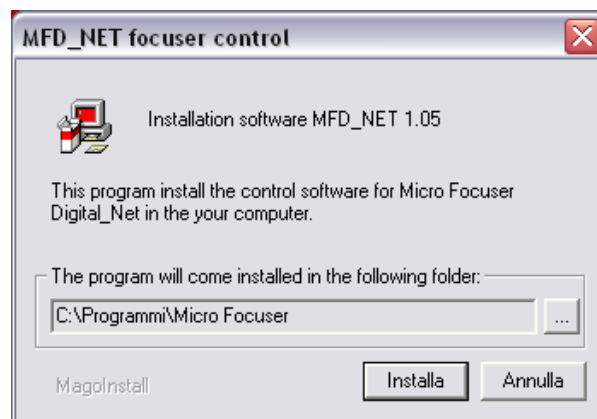 MFD_NET focuser control
Installation software MFD_NET 1.05
This program install the control software for Micro Focuser
Digital_Net in the your computer.
The program will come installed in the following folder:
C:\Programmi\Micro Focuser
...
MagoInstall
Installa
Annulla